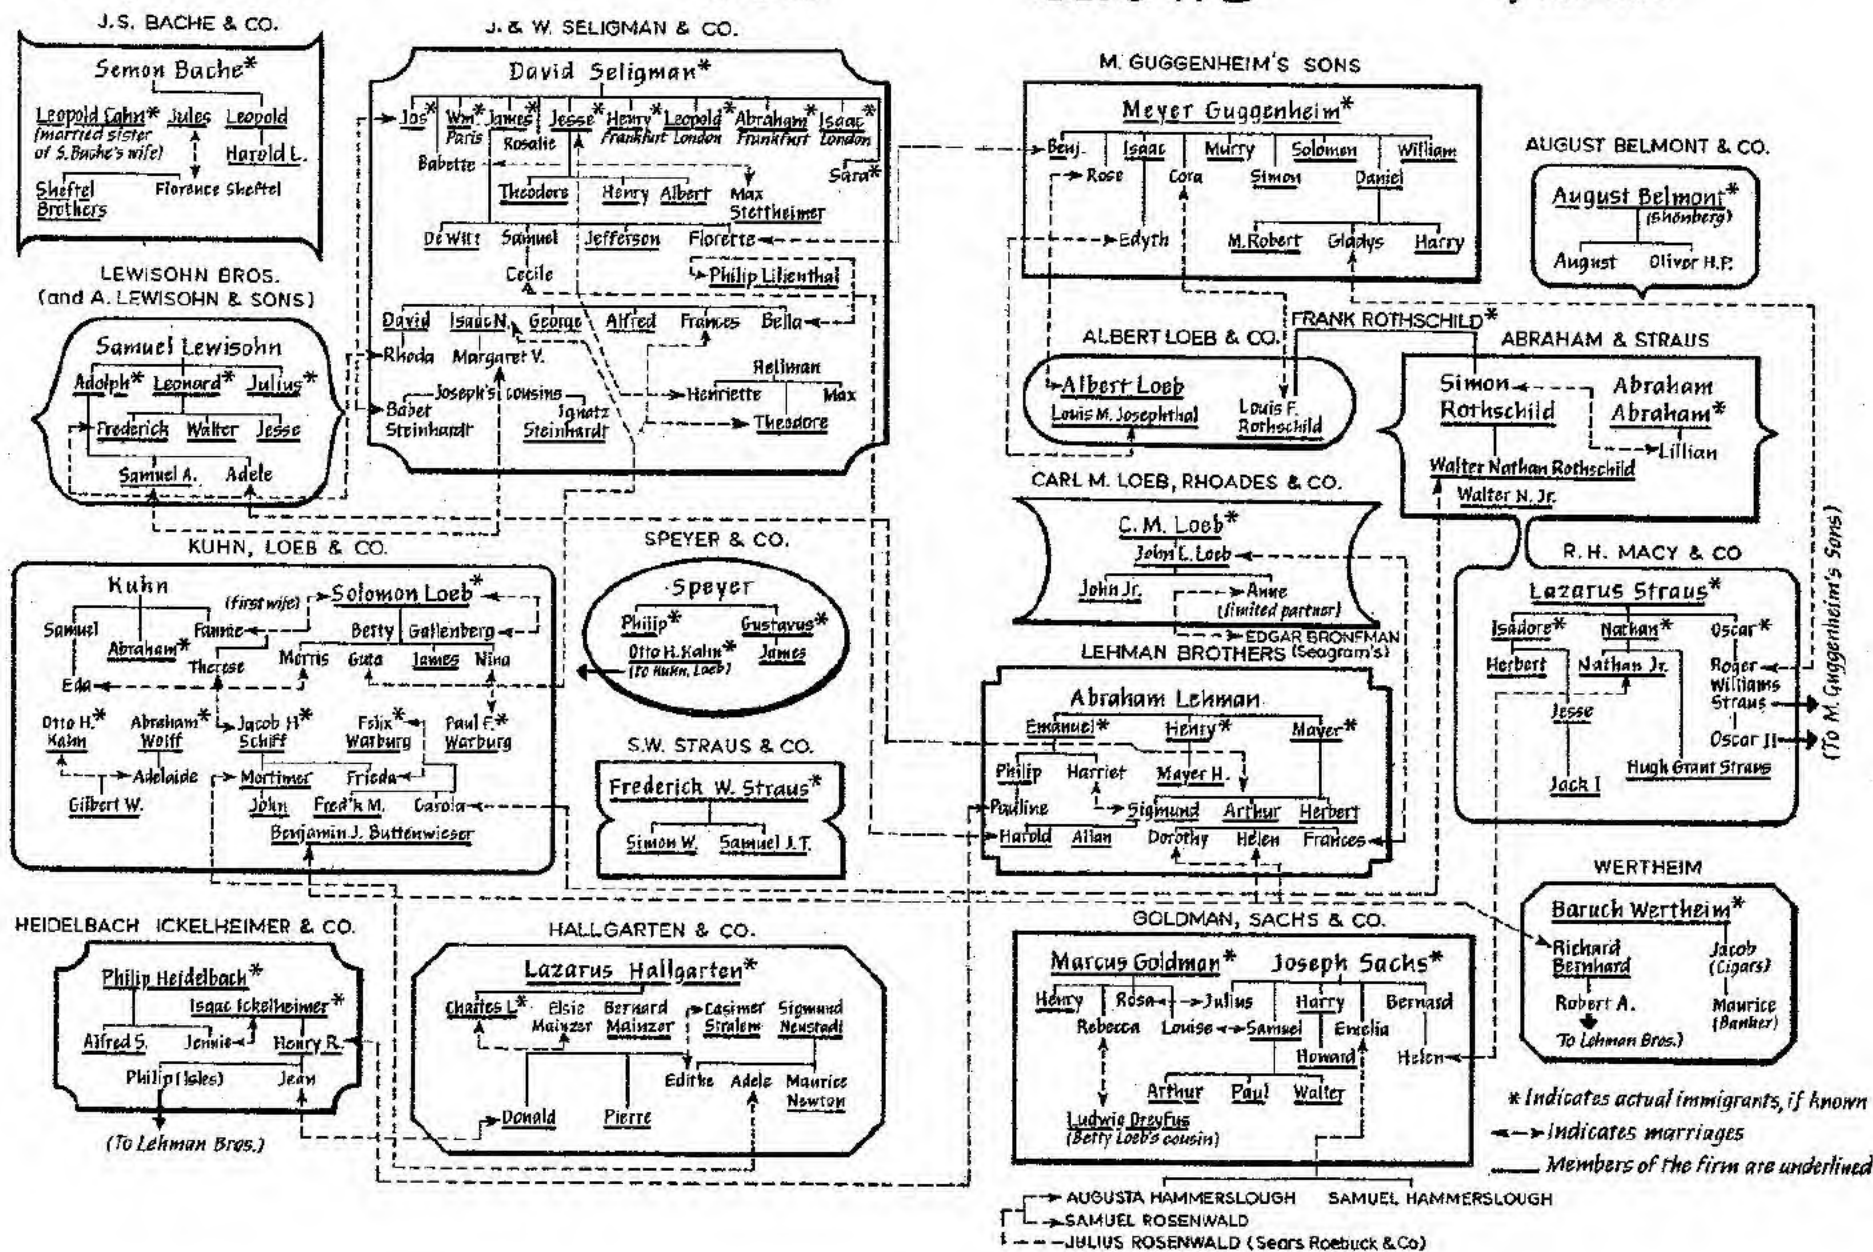 J.S. BACHE & CO.
Semon Bache*
Leopold Cahn* Jules Leopold
(married sister
of S. Bache's wife) Harold L.
Sheftel Florence Sheftel
Brothers
J. & W. SELIGMAN & CO.
David Seligman*
Jos* Wm* James* Jesse* Henry* Leopold* Abraham* Isaac*
Paris Rosalie Frankfurt London Frankfurt London
Babette Sara*
Theodore Henry Albert Max
Stettheimer
De Witt Samuel Jefferson Florette
Cecile Philip Lilienthal
David Isaac N. George Alfred Frances Bella
Rhoda Margaret V.
Hellman
Joseph's cousins Henriette Max
Babet Ignatz
Steinhardt Steinhardt Theodore
M. GUGGENHEIM'S SONS
Meyer Guggenheim*
Benj. Isaac Murry Solomon William
Rose Cora Simon Daniel
Edyth M. Robert Gladys Harry
AUGUST BELMONT & CO.
August Belmont*
(Shönberg)
August Oliver H.P.
LEWISOHN BROS.
(and A. LEWISOHN & SONS)
Samuel Lewisohn
Adolph* Leonard* Julius*
Frederick Walter Jesse
Samuel A. Adele
ALBERT LOEB & CO.
FRANK ROTHSCHILD*
Albert Loeb
Louis M. Josephthal Louis F.
Rothschild
ABRAHAM & STRAUS
Simon Abraham
Rothschild Abraham*
Lillian
Walter Nathan Rothschild
Walter N. Jr.
CARL M. LOEB, RHOADES & CO.
C. M. Loeb*
John L. Loeb
John Jr. Anne
(limited partner)
EDGAR BRONFMAN
(Seagram's)
KUHN, LOEB & CO.
Kuhn Solomon Loeb*
(first wife)
Samuel Fannie Betty Gallenberg
Abraham*
Therese Morris Guta James Nina
Eda
Otto H.* Abraham* Jacob H* Felix* Paul F.*
Kahn Wolff Schiff Warburg Warburg
Adelaide Mortimer Frieda
Gilbert W. John Fred'k M. Carola
Benjamin J. Buttenwieser
SPEYER & CO.
Speyer
Philip* Gustavus*
Otto H. Kahn* James
(to Kuhn, Loeb)
S.W. STRAUS & CO.
Frederick W. Straus*
Simon W. Samuel J.T.
LEHMAN BROTHERS
Abraham Lehman
Emanuel* Henry* Mayer*
Philip Harriet Mayer H.
Pauline Sigmund Arthur Herbert
Harold Allan Dorothy Helen Frances
R. H. MACY & CO
Lazarus Straus*
Isadore* Nathan* Oscar*
Herbert Nathan Jr. Roger
Williams
Jesse Straus
Oscar II
Jack I Hugh Grant Straus
(To M. Guggenheim's Sons)
HEIDELBACH ICKELHEIMER & CO.
Philip Heidelbach*
Isaac Ickelheimer*
Alfred S. Jennie Henry R.
Philip (Isles) Jean
(To Lehman Bros.)
HALLGARTEN & CO.
Lazarus Hallgarten*
Charles L* Elsie Bernard Casimer Sigmund
Mainzer Mainzer Stralem Neustadt
Edithe Adele Maurice
Newton
Donald Pierre
GOLDMAN, SACHS & CO.
Marcus Goldman* Joseph Sachs*
Henry Rosa Julius Harry Bernard
Rebecca Louise Samuel Emelia
Howard Helen
Arthur Paul Walter
Ludwig Dreyfus
(Betty Loeb's cousin)
AUGUSTA HAMMERSLOUGH SAMUEL HAMMERSLOUGH
SAMUEL ROSENWALD
JULIUS ROSENWALD (Sears Roebuck & Co)
WERTHEIM
Baruch Wertheim*
Richard Jacob
Bernhard (Cigars)
Robert A. Maurice
(Banker)
To Lehman Bros.)
* Indicates actual immigrants, if known
Indicates marriages
Members of the firm are underlined